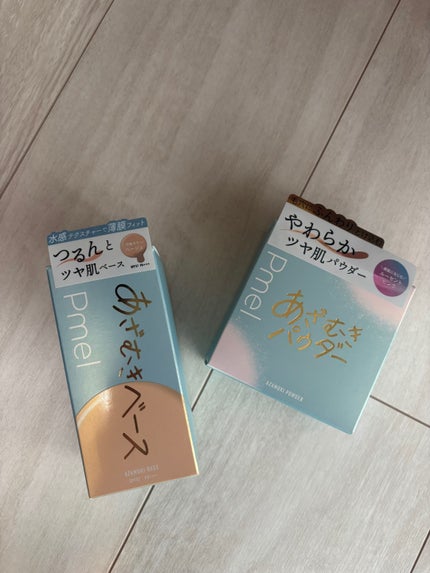 水感テクスチャーで薄膜フィット
つるんと
ツヤ肌ベース
Pmel
あざむき
ベース
AZAMUKI BASE
やわらか
ツヤ肌パウダー
Pmel
あざむき
パウダー
AZAMUKI POWDER